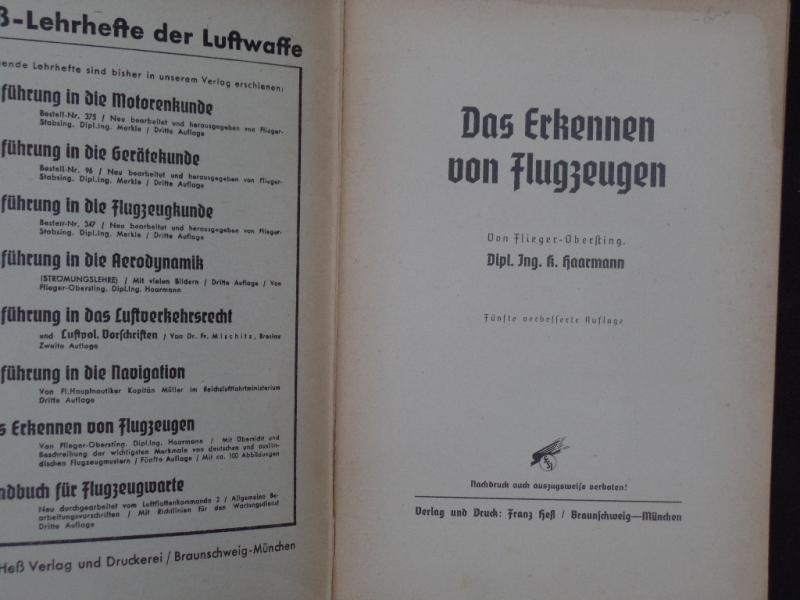 ß-Lehrhefte der Luftwaffe
gende Lehrhefte sind bisher in unserem Verlag erschienen:
führung in die Motorenkunde
Bestell-Nr. 375 / Neu bearbeitet und herausgegeben von Flieger-
Stabsing. Dipl.Ing. Merkle / Dritte Auflage
führung in die Gerätekunde
Bestell-Nr. 96 / Neu bearbeitet und herausgegeben von Flieger-
Stabsing. Dipl.Ing. Merkle / Dritte Auflage
führung in die Flugzeugkunde
Bestell-Nr. 347 / Neu bearbeitet und herausgegeben von Flieger-
Stabsing. Dipl.Ing. Merkle / Dritte Auflage
führung in die Aerodynamik
(STRÖMUNGSLEHRE) / Mit vielen Bildern / Dritte Auflage / Von
Flieger-Obersting. Dipl.Ing. Haarmann
führung in das Luftverkehrsrecht
und Luftpol. Vorschriften / Von Dr. Fr. Mischitz, Breslau
Zweite Auflage
führung in die Navigation
Von Fl.Hauptnautiker Kapitän Müller im Reichsluftfahrtministerium
Dritte Auflage
s Erkennen von Flugzeugen
Von Flieger-Obersting. Dipl.Ing. Haarmann / Mit Übersicht und
Beschreibung der wichtigsten Merkmale von deutschen und auslän-
dischen Flugzeugmustern / Fünfte Auflage / Mit ca. 100 Abbildungen
ndbuch für Flugzeugwarte
Neu durchgearbeitet vom Luftflottenkommando 2 / Allgemeine Be-
arbeitungsvorschriften / Mit Richtlinien für den Wartungsdienst
Dritte Auflage
Heß Verlag und Druckerei / Braunschweig-München
Das Erkennen
von Flugzeugen
Von Flieger-Obersting.
Dipl. Ing. K. Haarmann
Fünfte verbesserte Auflage
Nachdruck auch auszugsweise verboten!
Verlag und Druck: Franz Heß / Braunschweig—München